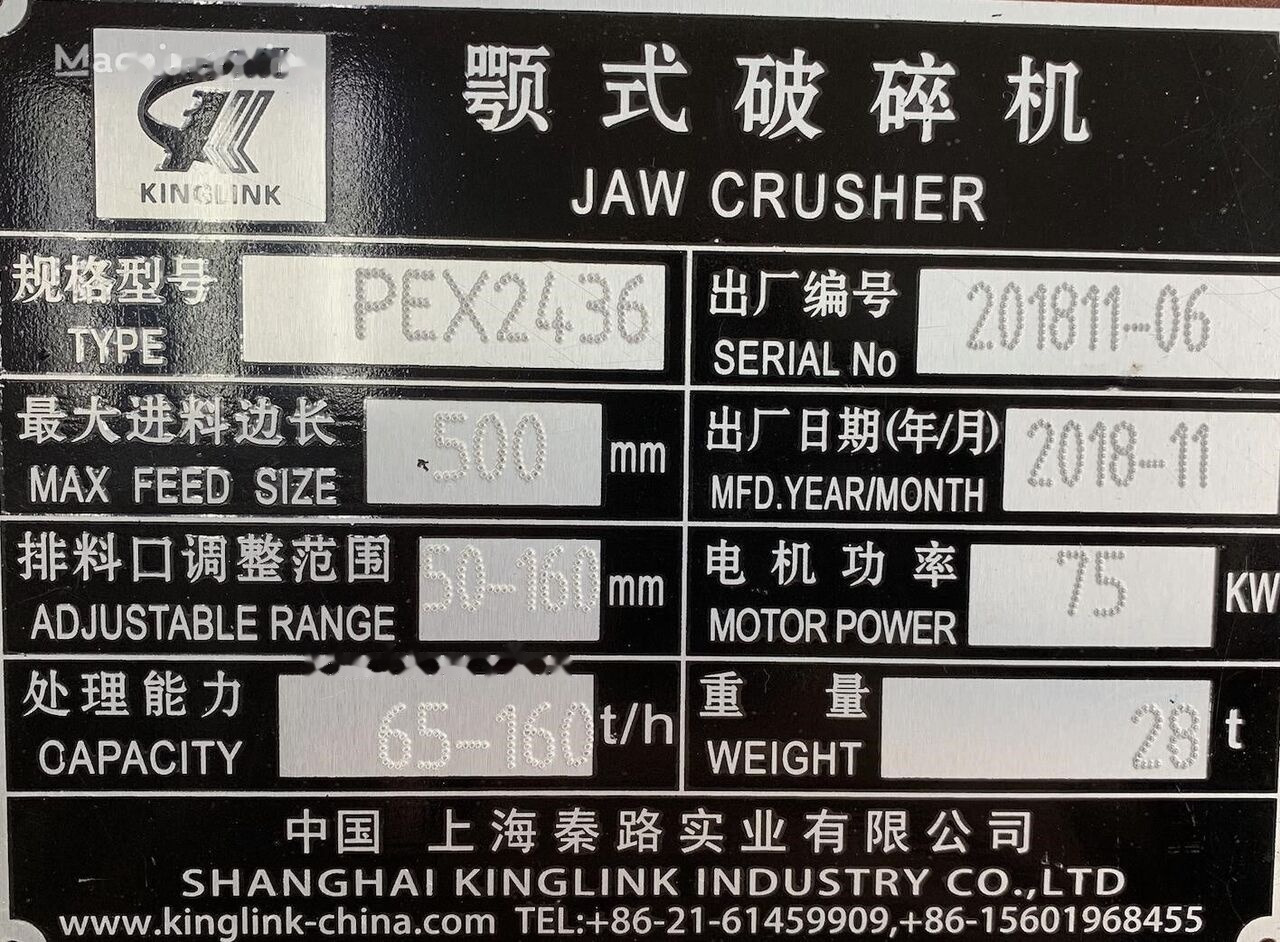 KINGLINK
颚式破碎机
JAW CRUSHER
规格型号 PEX2436
TYPE
出厂编号 201811-06
SERIAL No
最大进料边长 500 mm
MAX FEED SIZE
出厂日期(年/月) 2018-11
MFD.YEAR/MONTH
排料口调整范围 50-160 mm
ADJUSTABLE RANGE
电机功率 75 KW
MOTOR POWER
处理能力 65-160 t/h
CAPACITY
重量 28 t
WEIGHT
中国 上海秦路实业有限公司
SHANGHAI KINGLINK INDUSTRY CO.,LTD
www.kinglink-china.com TEL:+86-21-61459909,+86-15601968455